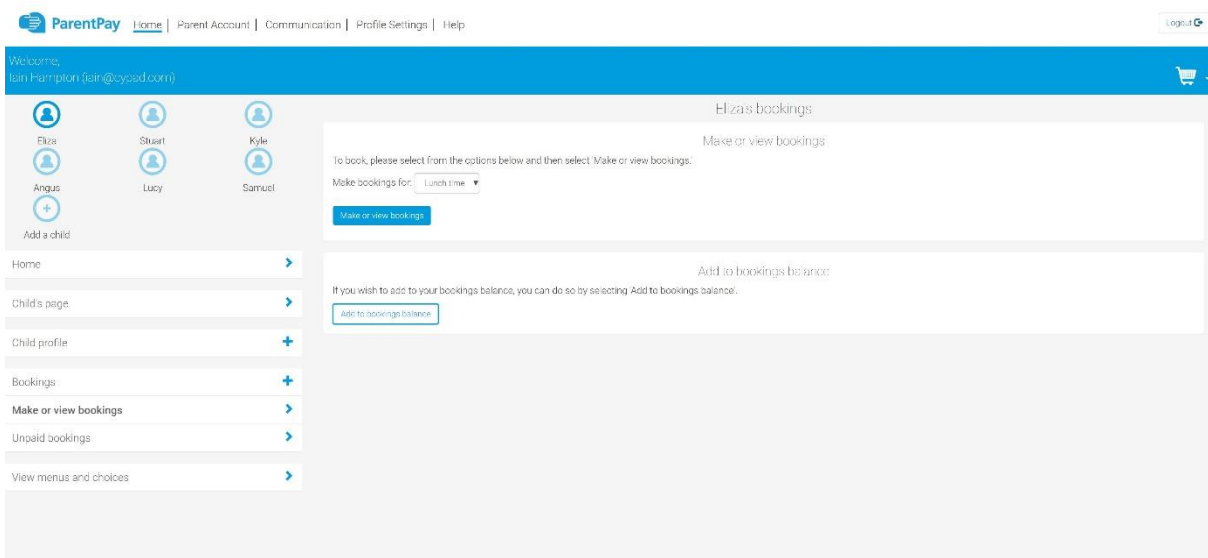 ParentPay Home | Parent Account | Communication | Profile Settings | Help
Logout
Welcome,
Iain Hampton (iain@cypad.com)
Eliza Stuart Kyle
Angus Lucy Samuel
Add a child
Home
Child's page
Child profile
Bookings
Make or view bookings
Unpaid bookings
View menus and choices
Eliza's bookings
Make or view bookings
To book, please select from the options below and then select 'Make or view bookings.'
Make bookings for: Lunch time
Make or view bookings
Add to bookings balance
If you wish to add to your bookings balance, you can do so by selecting 'Add to bookings balance'.
Add to bookings balance